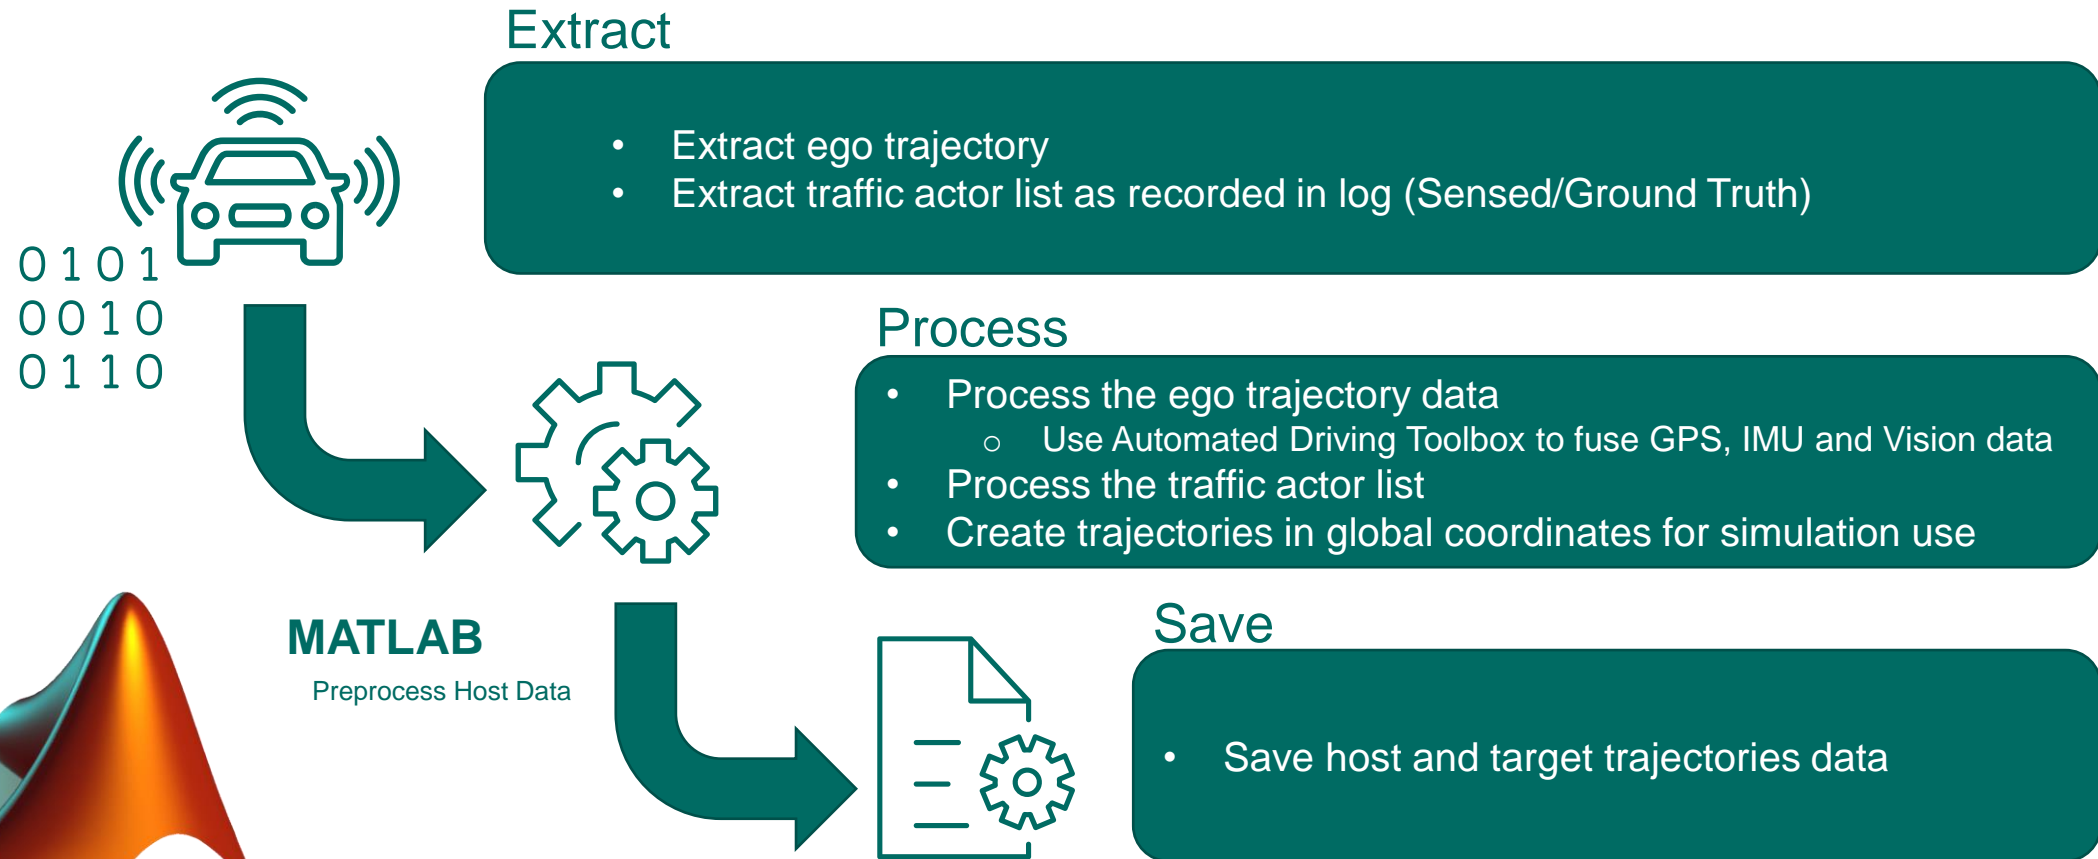 Extract
• Extract ego trajectory
• Extract traffic actor list as recorded in log (Sensed/Ground Truth)
0101
0010
0110
Process
• Process the ego trajectory data
o Use Automated Driving Toolbox to fuse GPS, IMU and Vision data
• Process the traffic actor list
• Create trajectories in global coordinates for simulation use
MATLAB
Preprocess Host Data
Save
• Save host and target trajectories data